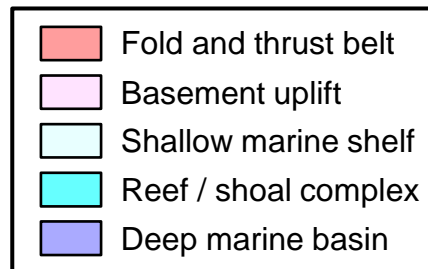 Fold and thrust belt
Basement uplift
Shallow marine shelf
Reef / shoal complex
Deep marine basin